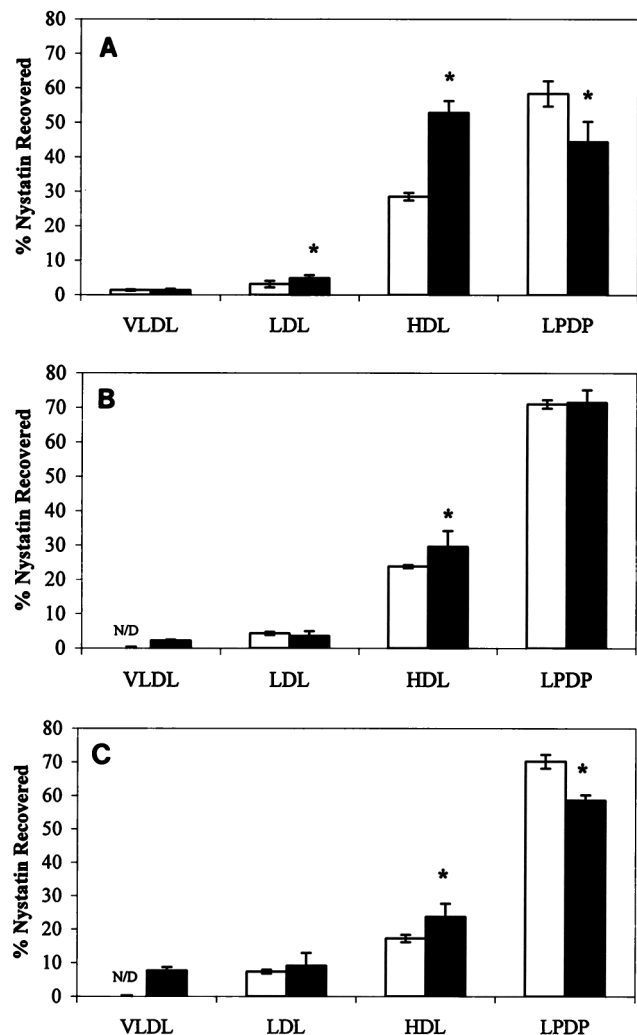 A
% Nystatin Recovered
80
70
60
50
40
30
20
10
0
*
*
*
VLDL
LDL
HDL
LPDP
B
% Nystatin Recovered
80
70
60
50
40
30
20
10
0
N/D
*
VLDL
LDL
HDL
LPDP
C
% Nystatin Recovered
80
70
60
50
40
30
20
10
0
N/D
*
*
VLDL
LDL
HDL
LPDP